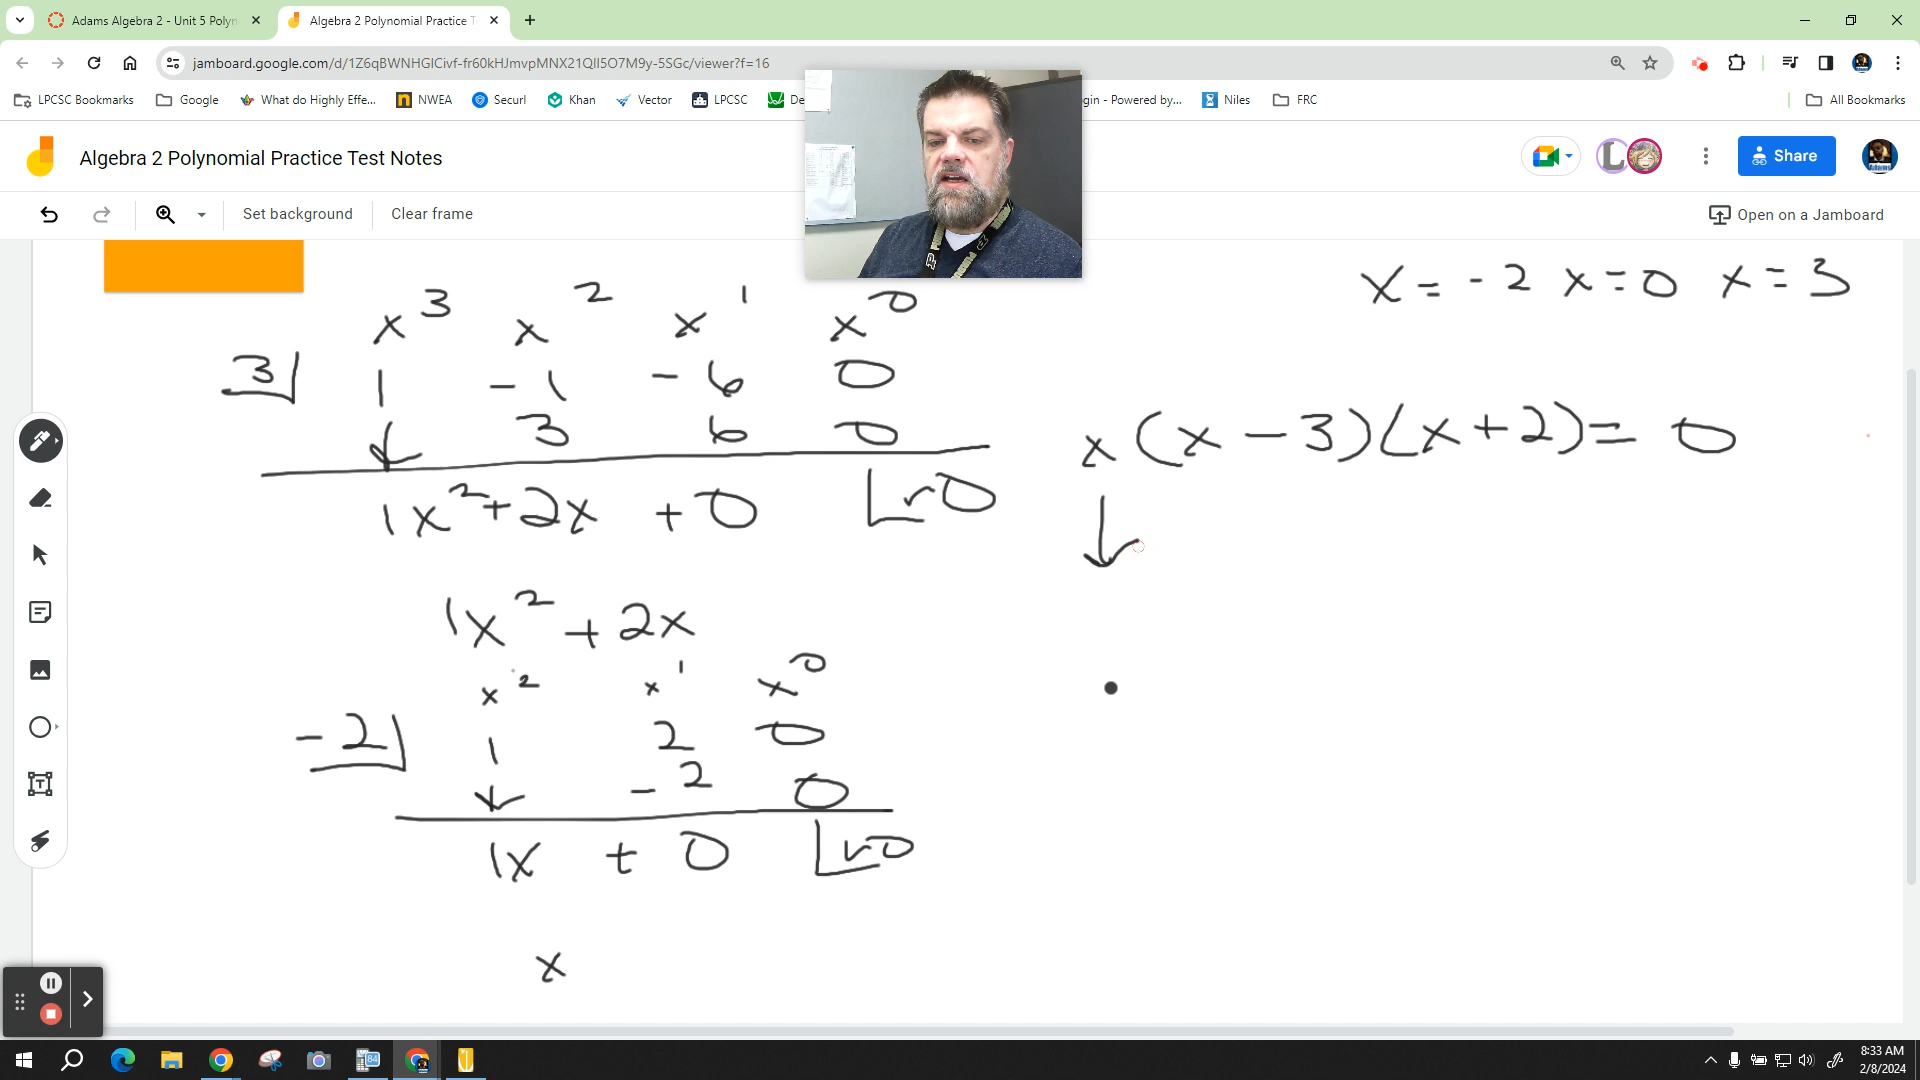 Adams Algebra 2 - Unit 5 Polyn
Algebra 2 Polynomial Practice T
jamboard.google.com/d/1Z6qBWNHGlCivf-fr60kHJmvpMNX21QlI5O7M9y-5SGc/viewer?f=16
LPCSC Bookmarks
Google
What do Highly Effe...
NWEA
Securl
Khan
Vector
LPCSC
De
gin - Powered by...
Niles
FRC
All Bookmarks
Algebra 2 Polynomial Practice Test Notes
Share
Set background
Clear frame
Open on a Jamboard
x = -2 x = 0 x = 3
x³ x² x¹ x⁰
3| 1 -1 -6 0
3 6 0
1x² + 2x + 0 Lr0
x(x - 3)(x + 2) = 0
1x² + 2x
x² x¹ x⁰
-2| 1 2 0
-2 0
1x + 0 Lr0
x
84
8:33 AM
2/8/2024